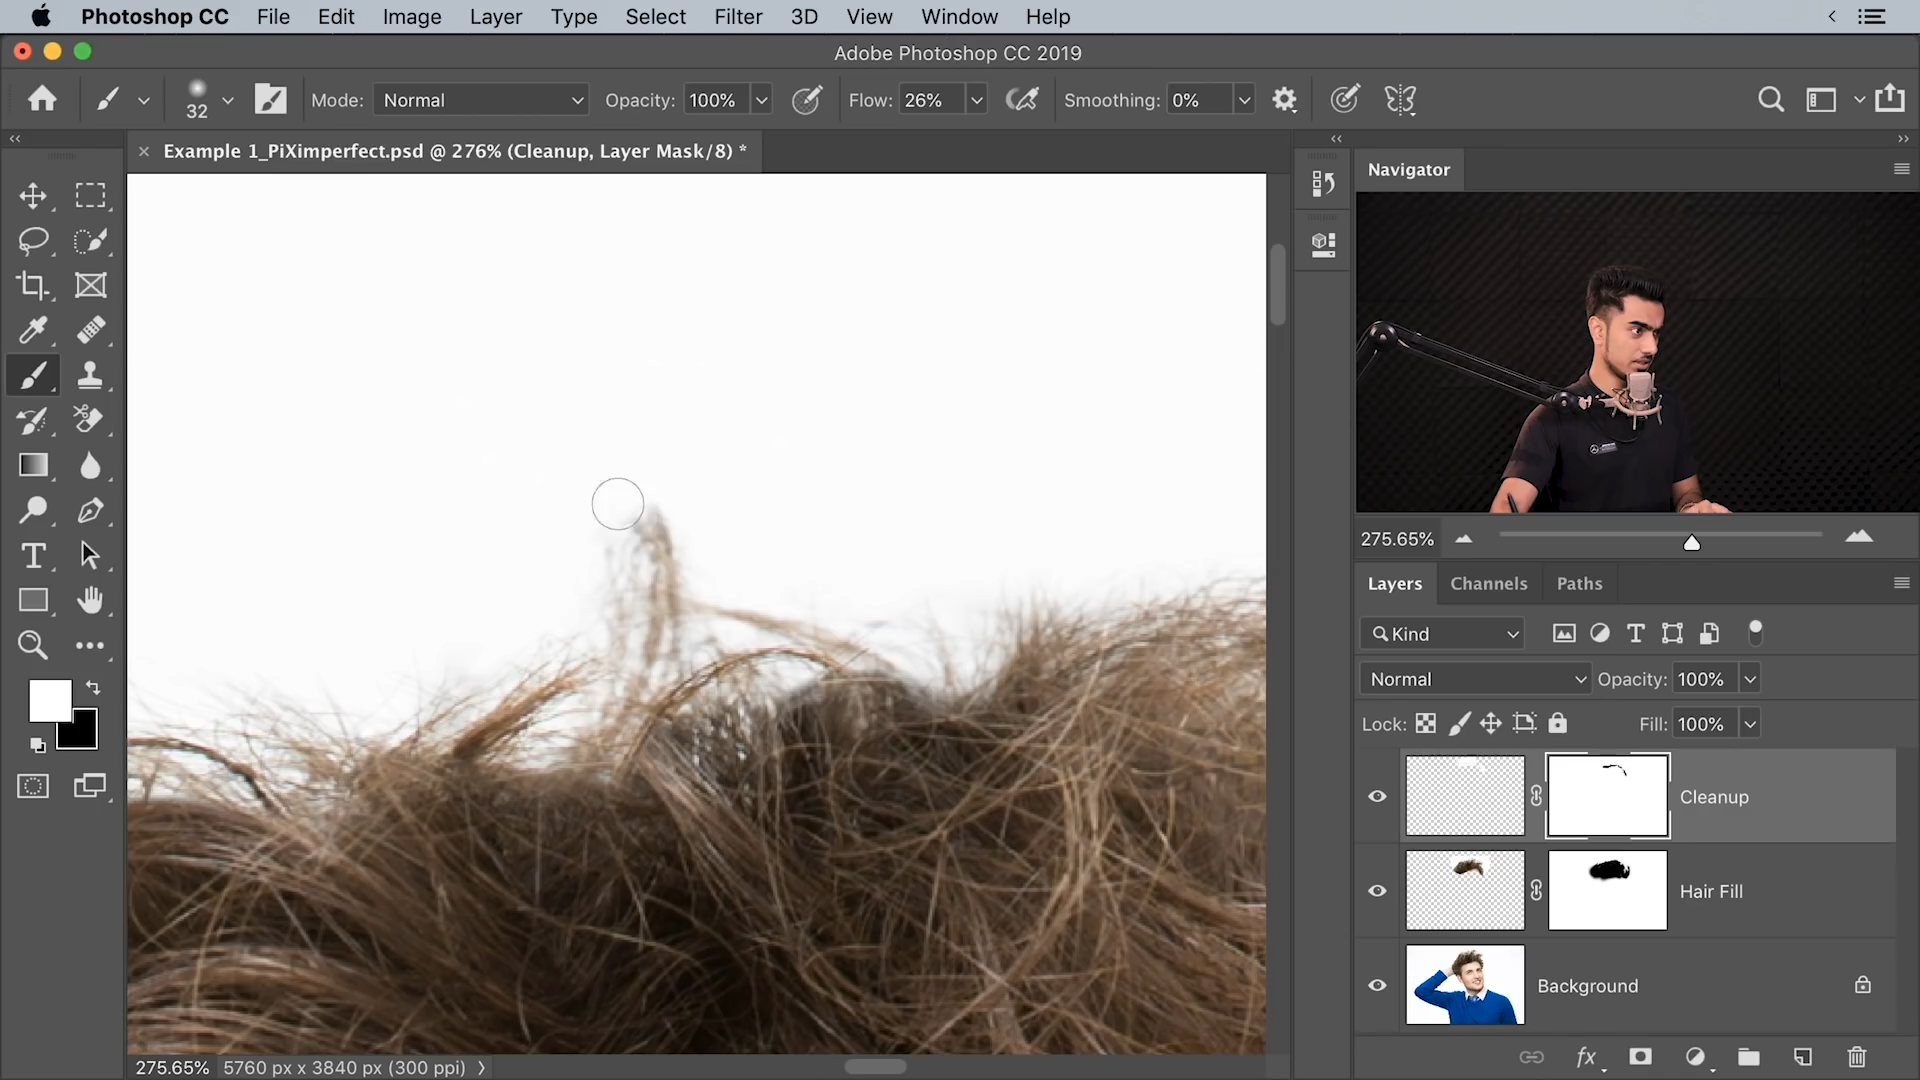 Photoshop CC File Edit Image Layer Type Select Filter 3D View Window Help
Adobe Photoshop CC 2019
32 Mode: Normal Opacity: 100% Flow: 26% Smoothing: 0%
Example 1_PiXimperfect.psd @ 276% (Cleanup, Layer Mask/8) *
Navigator
275.65%
Layers Channels Paths
Kind
Normal Opacity: 100%
Lock: Fill: 100%
Cleanup
Hair Fill
Background
275.65% 5760 px x 3840 px (300 ppi)